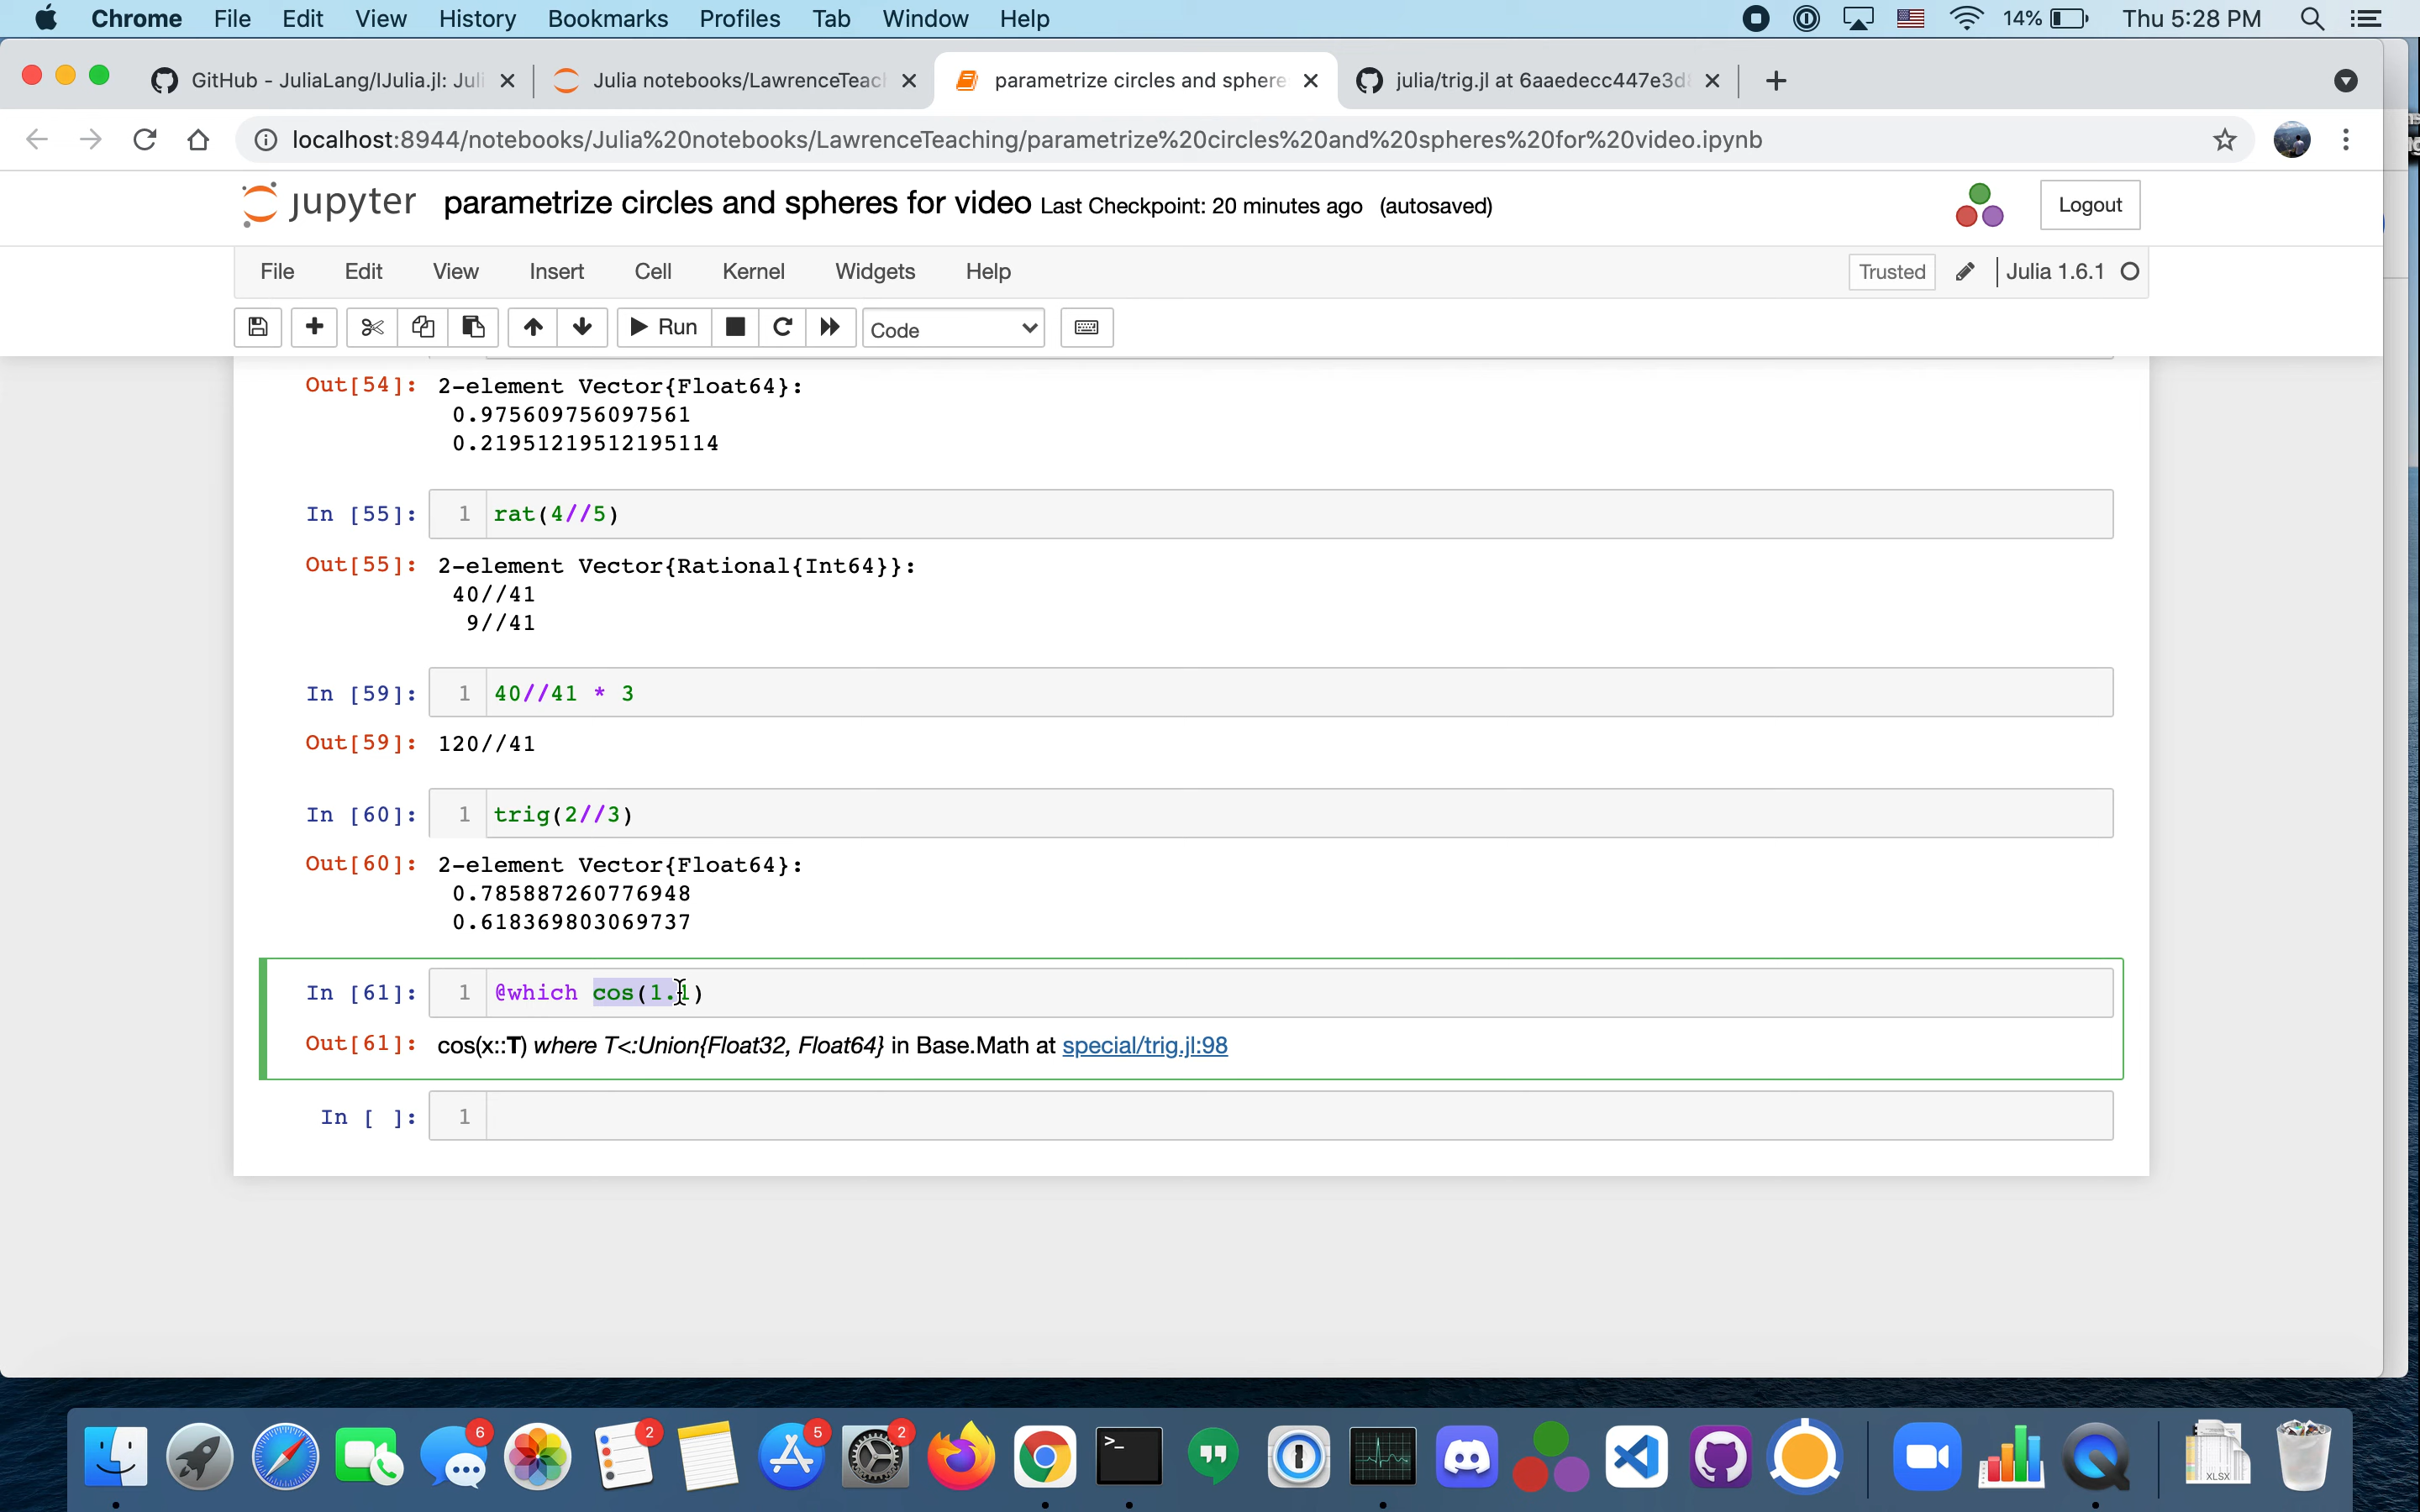 Chrome File Edit View History Bookmarks Profiles Tab Window Help 14% Thu 5:28 PM
GitHub - JuliaLang/IJulia.jl: Juli
Julia notebooks/LawrenceTeach
parametrize circles and sphere
julia/trig.jl at 6aaedecc447e3d
localhost:8944/notebooks/Julia%20notebooks/LawrenceTeaching/parametrize%20circles%20and%20spheres%20for%20video.ipynb
jupyter parametrize circles and spheres for video Last Checkpoint: 20 minutes ago (autosaved) Logout
File Edit View Insert Cell Kernel Widgets Help Trusted Julia 1.6.1
Run Code
Out[54]: 2-element Vector{Float64}:
0.975609756097561
0.21951219512195114
In [55]: 1 rat(4//5)
Out[55]: 2-element Vector{Rational{Int64}}:
40//41
9//41
In [59]: 1 40//41 * 3
Out[59]: 120//41
In [60]: 1 trig(2//3)
Out[60]: 2-element Vector{Float64}:
0.785887260776948
0.618369803069737
In [61]: 1 @which cos(1.1)
Out[61]: cos(x::T) where T<:Union{Float32, Float64} in Base.Math at special/trig.jl:98
In [ ]: 1
6 2 5 2
XLSX